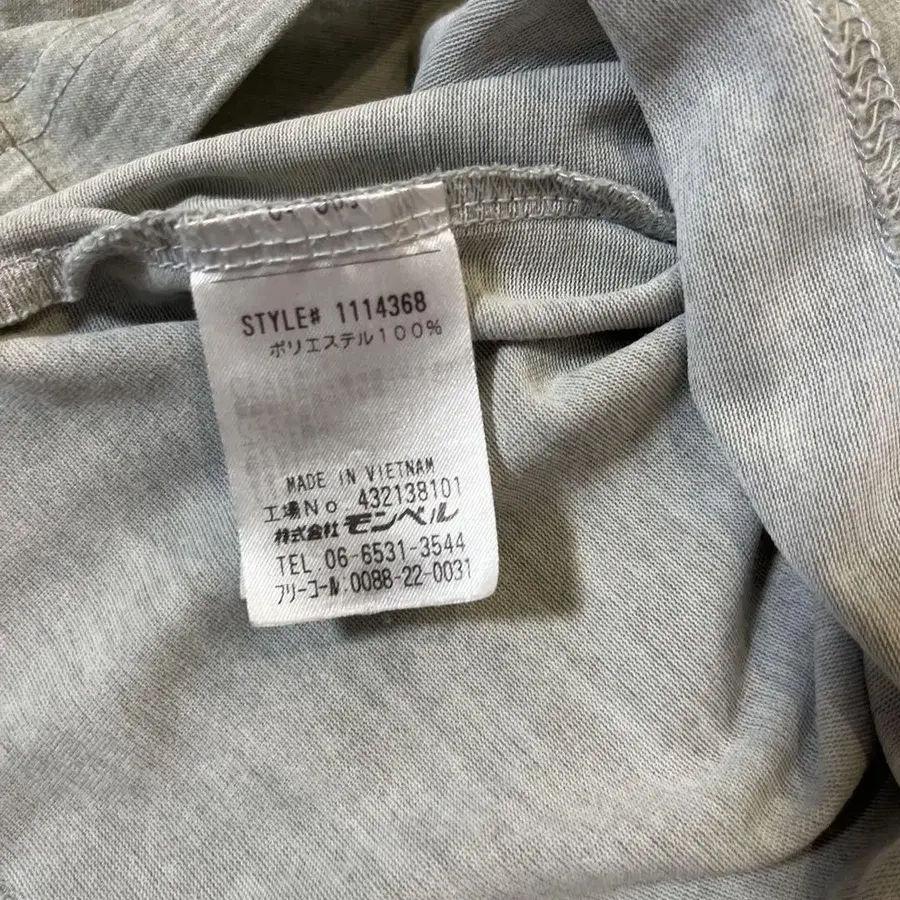 STYLE# 1114368
ポリエステル100%
MADE IN VIETNAM
工場No 432138101
株式会社モンベル
TEL.06-6531-3544
フリーコール:0088-22-0031